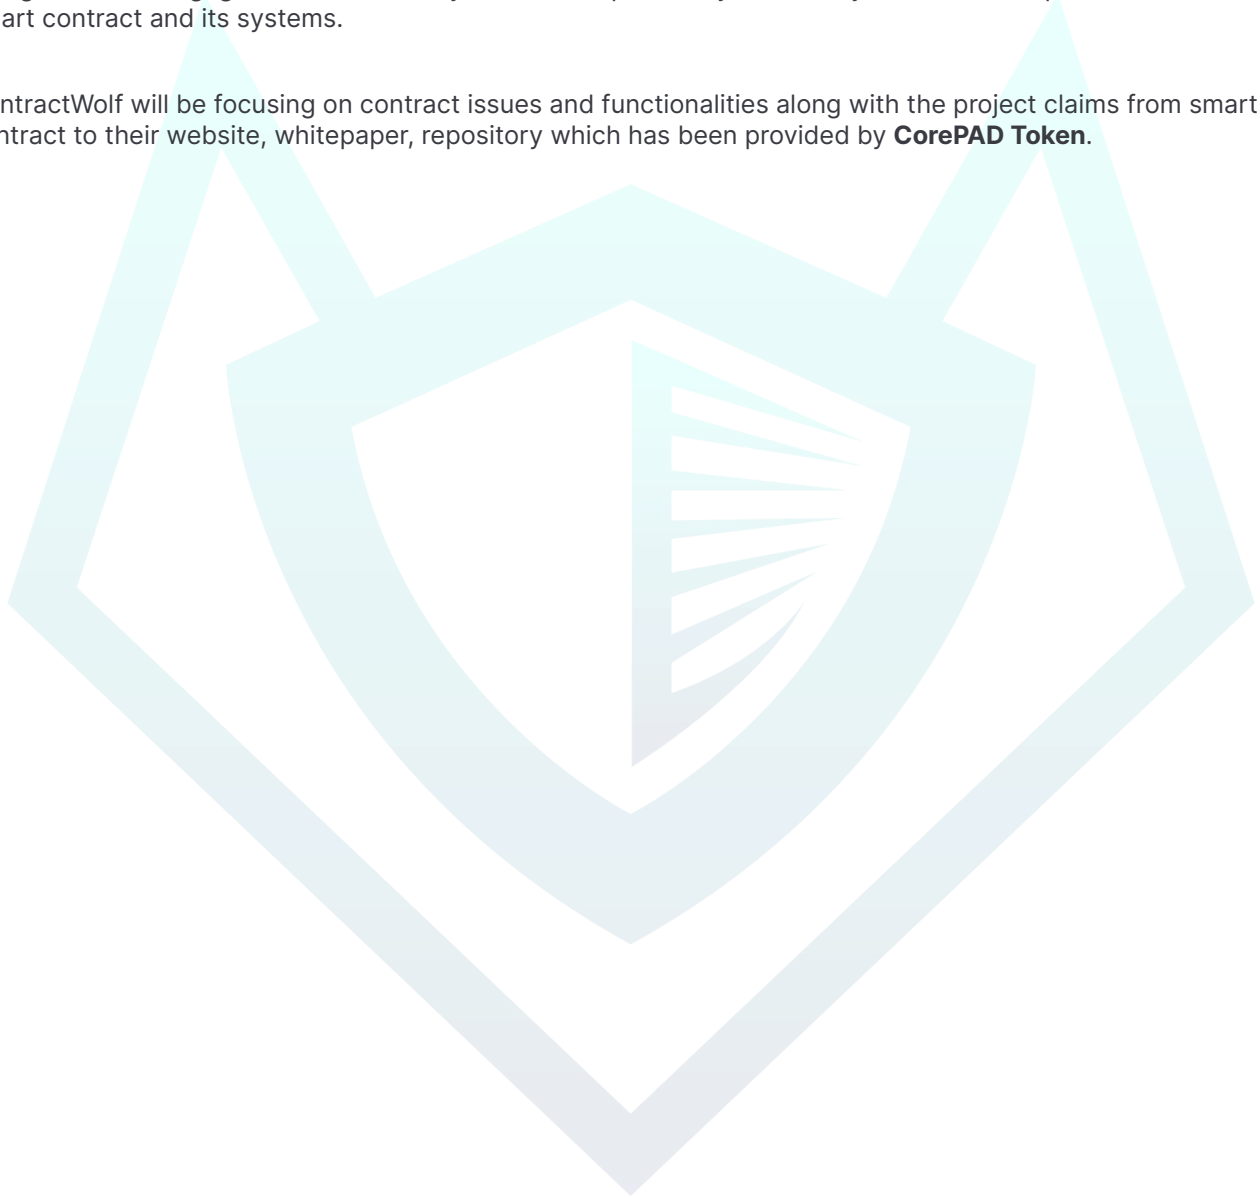 art contract and its systems.
ntractWolf will be focusing on contract issues and functionalities along with the project claims from smart
ntract to their website, whitepaper, repository which has been provided by CorePAD Token.